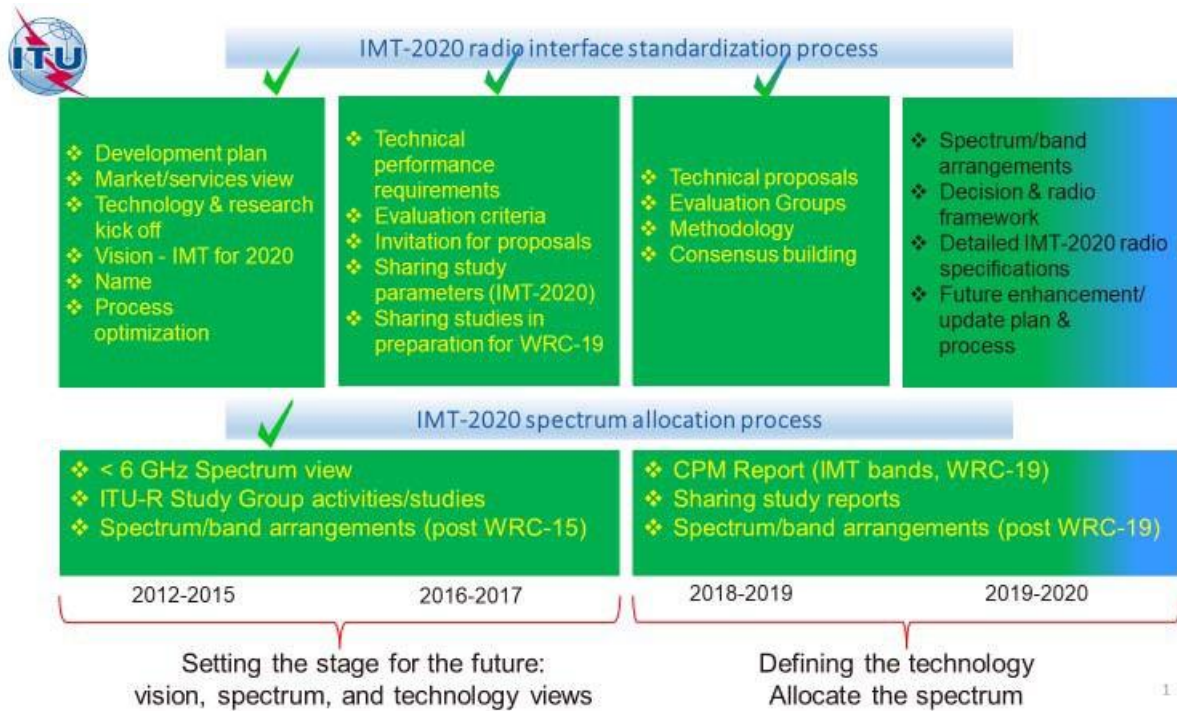 ITU
IMT-2020 radio interface standardization process
❖ Development plan
❖ Market/services view
❖ Technology & research
kick off
❖ Vision - IMT for 2020
❖ Name
❖ Process
optimization
❖ Technical
performance
requirements
❖ Evaluation criteria
❖ Invitation for proposals
❖ Sharing study
parameters (IMT-2020)
❖ Sharing studies in
preparation for WRC-19
❖ Technical proposals
❖ Evaluation Groups
❖ Methodology
❖ Consensus building
❖ Spectrum/band
arrangements
❖ Decision & radio
framework
❖ Detailed IMT-2020 radio
specifications
❖ Future enhancement/
update plan &
process
IMT-2020 spectrum allocation process
❖ < 6 GHz Spectrum view
❖ ITU-R Study Group activities/studies
❖ Spectrum/band arrangements (post WRC-15)
❖ CPM Report (IMT bands, WRC-19)
❖ Sharing study reports
❖ Spectrum/band arrangements (post WRC-19)
2012-2015
2016-2017
2018-2019
2019-2020
Setting the stage for the future:
vision, spectrum, and technology views
Defining the technology
Allocate the spectrum
1